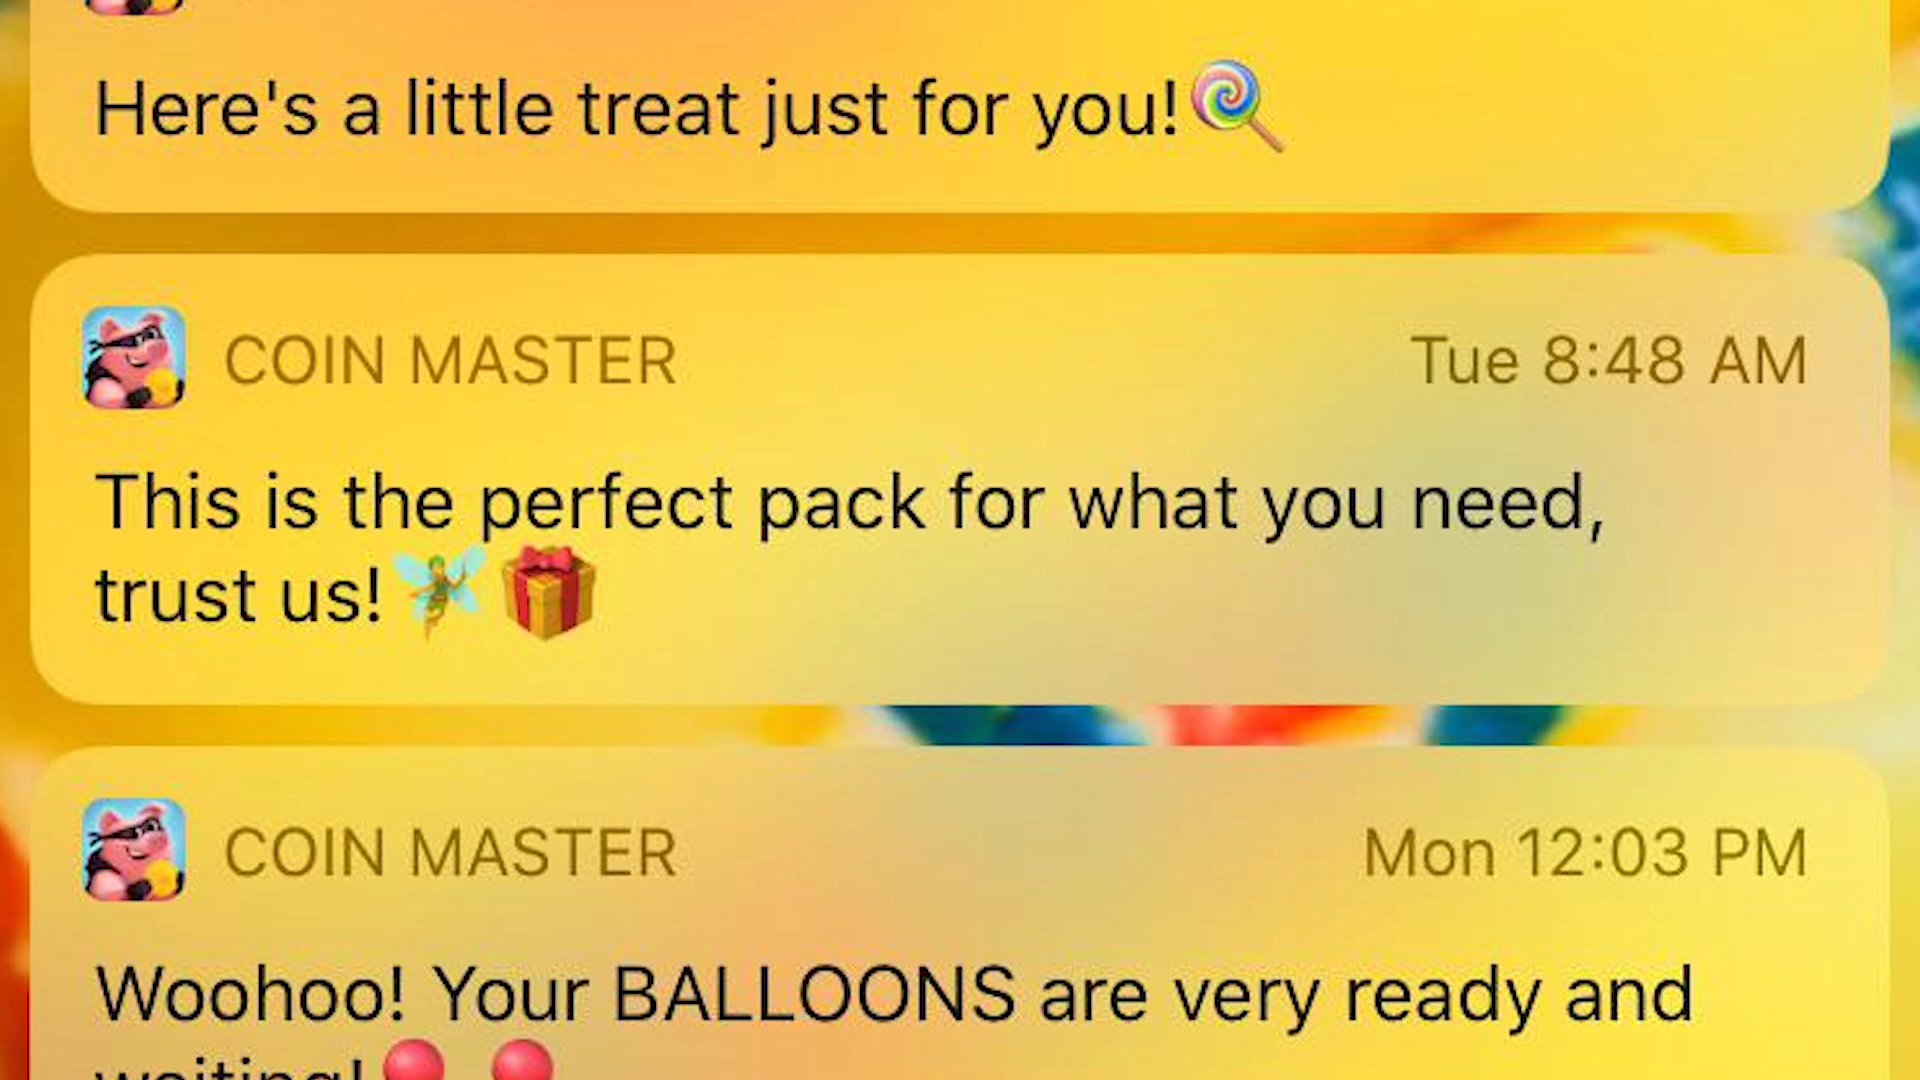 Here's a little treat just for you!🍭
COIN MASTER
Tue 8:48 AM
This is the perfect pack for what you need,
trust us!🧚🎁
COIN MASTER
Mon 12:03 PM
Woohoo! Your BALLOONS are very ready and
waiting!🎈🎈